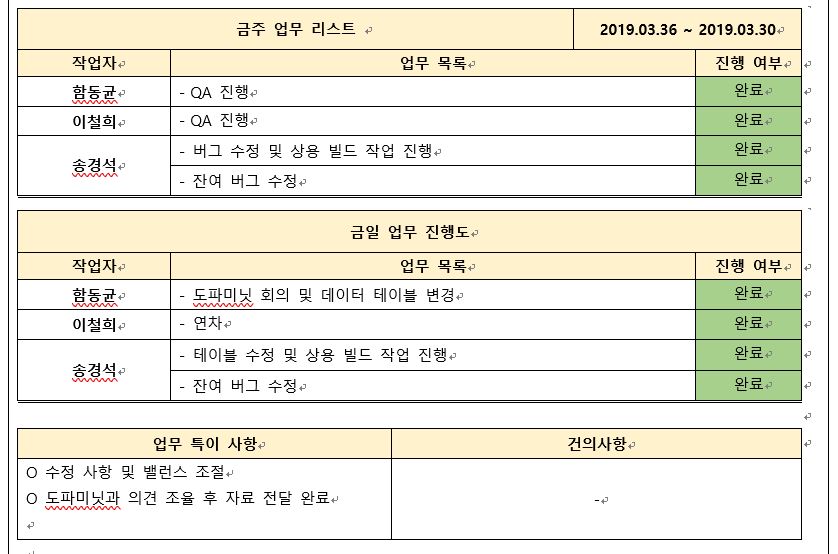 금주 업무 리스트 2019.03.36 ~ 2019.03.30
작업자 업무 목록 진행 여부
함동균 - QA 진행 완료
이철희 - QA 진행 완료
송경석 - 버그 수정 및 상용 빌드 작업 진행 완료
- 잔여 버그 수정 완료
금일 업무 진행도
작업자 업무 목록 진행 여부
함동균 - 도파미닛 회의 및 데이터 테이블 변경 완료
이철희 - 연차 완료
송경석 - 테이블 수정 및 상용 빌드 작업 진행 완료
- 잔여 버그 수정 완료
업무 특이 사항 건의사항
O 수정 사항 및 밸런스 조절
O 도파미닛과 의견 조율 후 자료 전달 완료
-